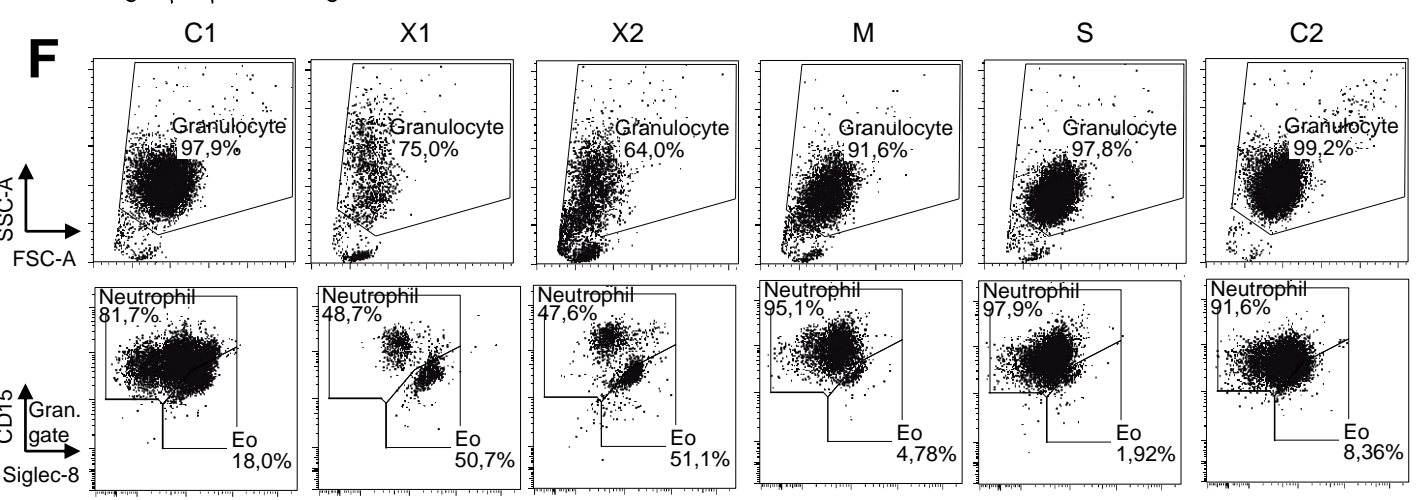 F
C1 X1 X2 M S C2
Granulocyte 97,9%
Granulocyte 75,0%
Granulocyte 64,0%
Granulocyte 91,6%
Granulocyte 97,8%
Granulocyte 99,2%
SSC-A
FSC-A
Neutrophil 81,7%
Neutrophil 48,7%
Neutrophil 47,6%
Neutrophil 95,1%
Neutrophil 97,9%
Neutrophil 91,6%
CD15
Gran.
gate
Siglec-8
Eo 18,0%
Eo 50,7%
Eo 51,1%
Eo 4,78%
Eo 1,92%
Eo 8,36%